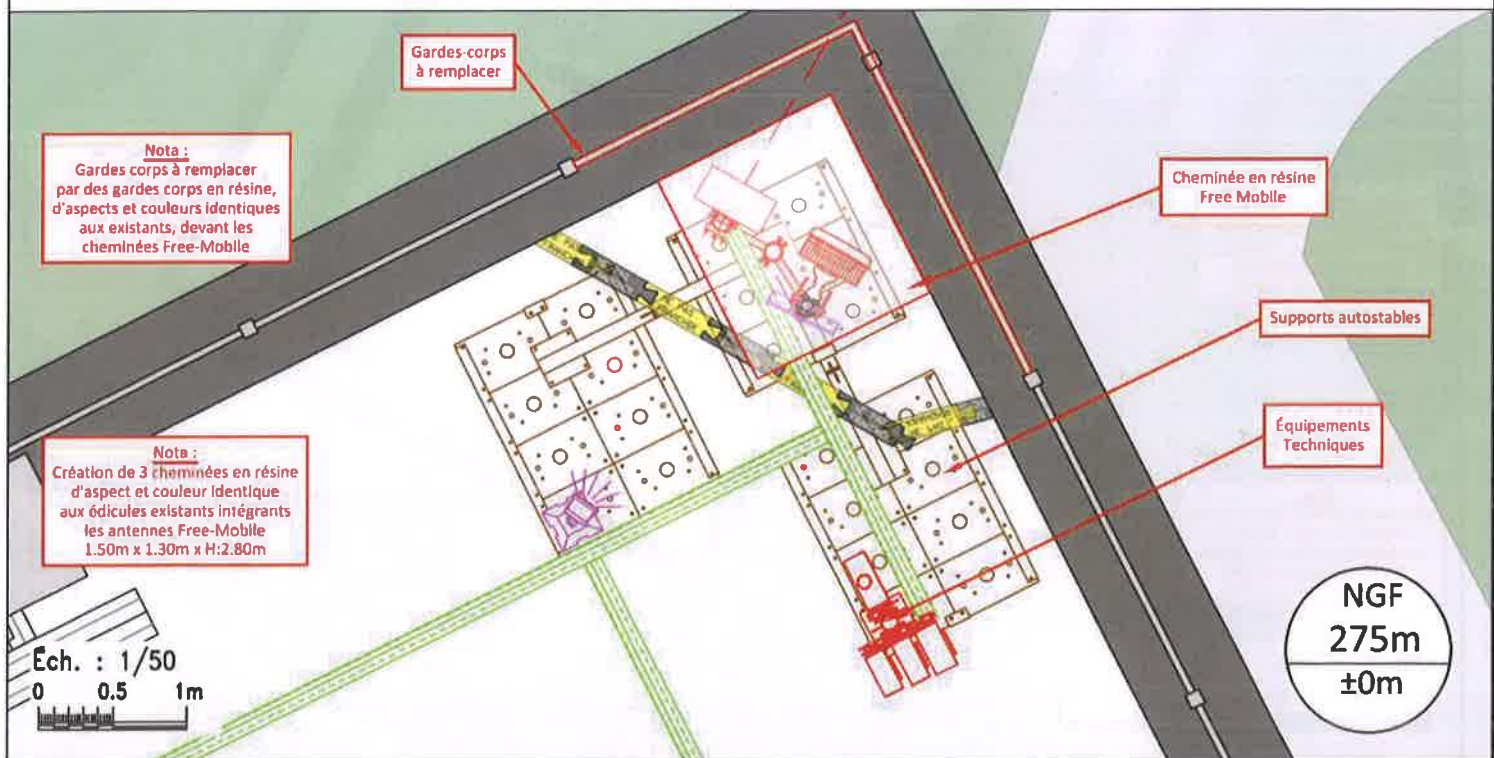 Gardes-corps
à remplacer
Nota :
Gardes corps à remplacer
par des gardes corps en résine,
d'aspects et couleurs identiques
aux existants, devant les
cheminées Free-Mobile
Cheminée en résine
Free Mobile
Supports autostables
Équipements
Techniques
Nota :
Création de 3 cheminées en résine
d'aspect et couleur identique
aux édicules existants intégrants
les antennes Free-Mobile
1.50m x 1.30m x H:2.80m
Éch. : 1/50
0 0.5 1m
NGF
275m
±0m